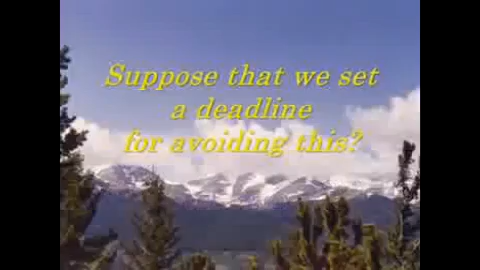 Suppose that we set
a deadline
for avoiding this?